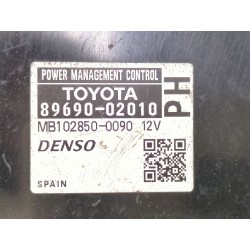 POWER MANAGEMENT CONTROL
TOYOTA
89690-02010
PH
MB102850-0090 12V
DENSO
SPAIN